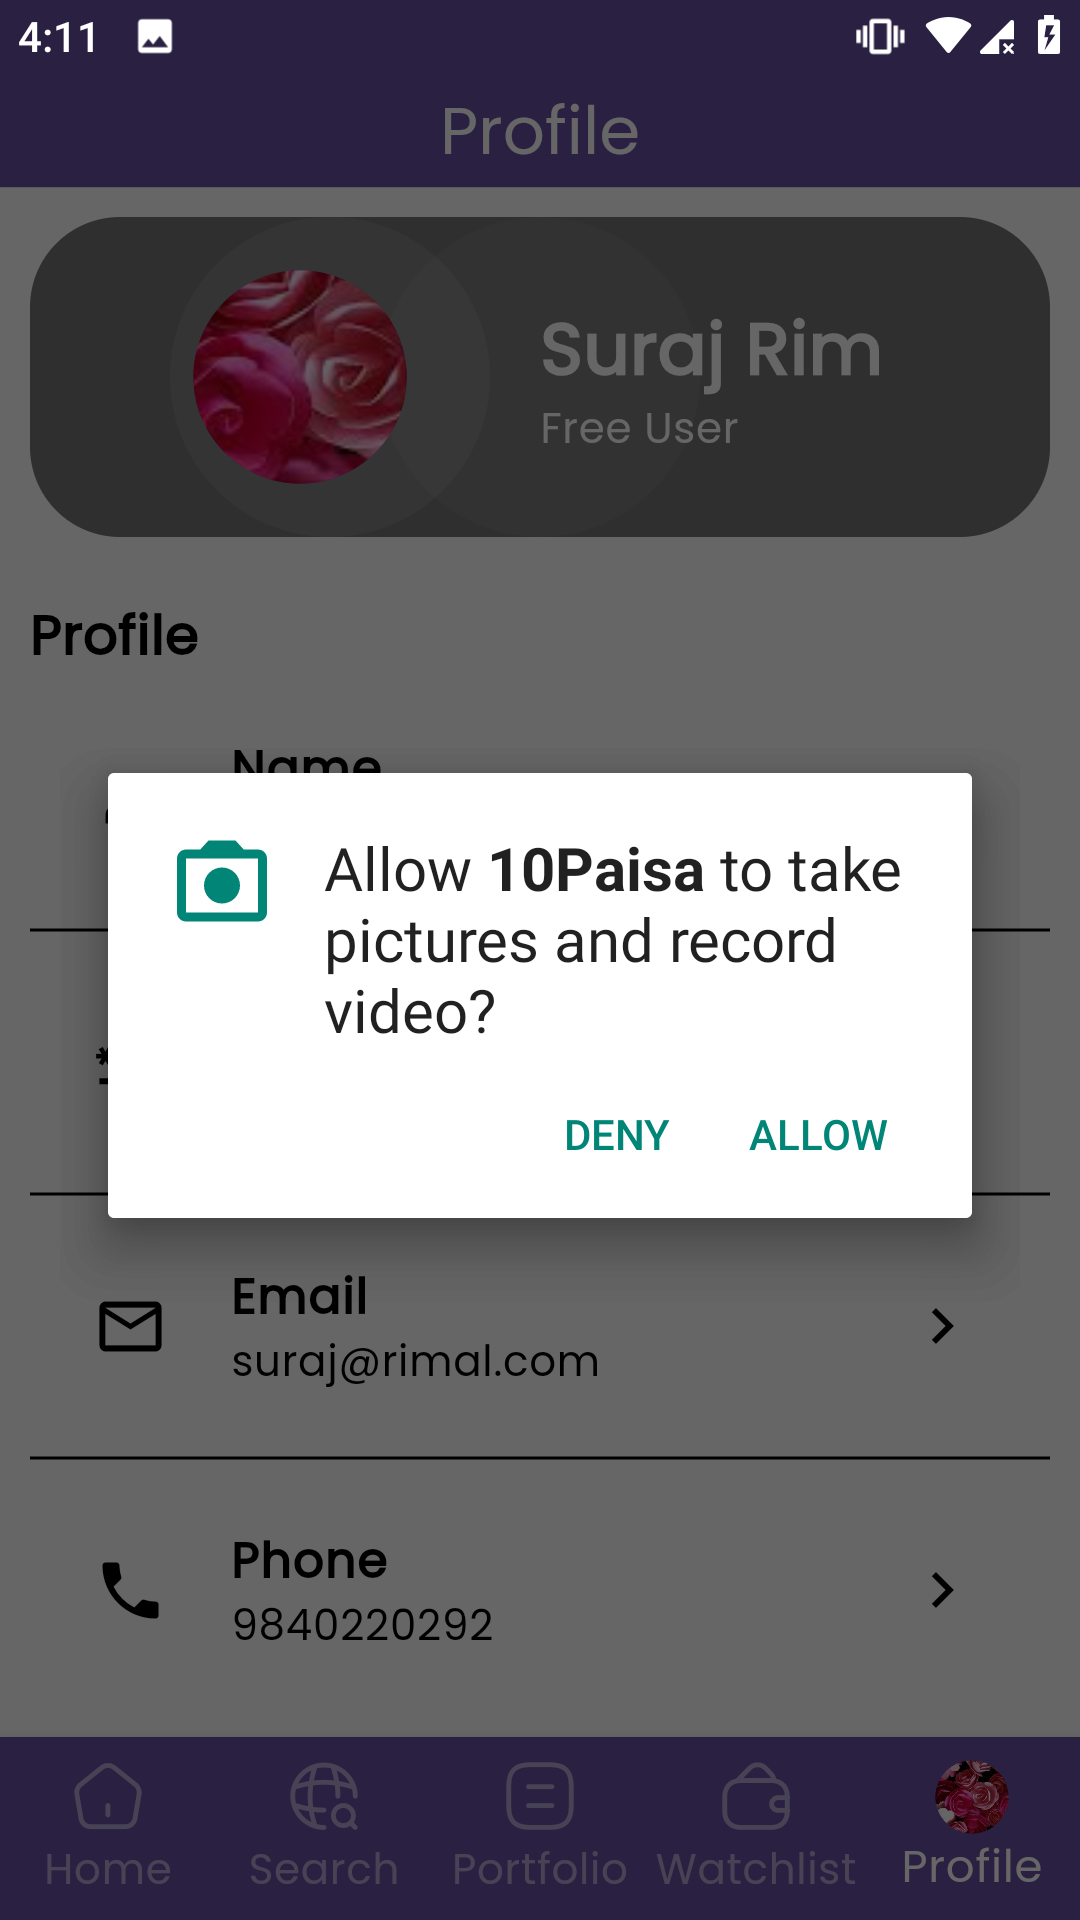 4:11
Profile
Suraj Rim
Free User
Profile
Name
Allow 10Paisa to take
pictures and record
video?
DENY ALLOW
Email
suraj@rimal.com
Phone
9840220292
Home Search Portfolio Watchlist Profile